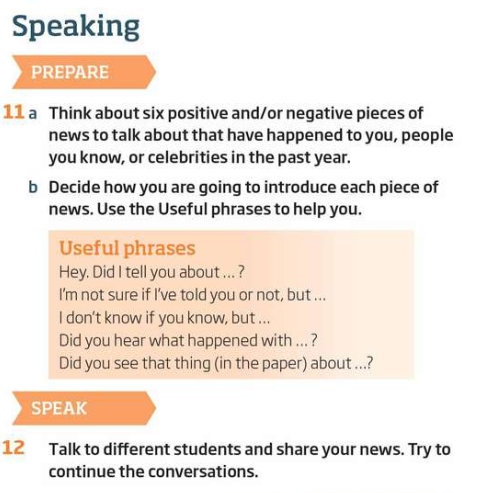 Speaking
PREPARE
11 a Think about six positive and/or negative pieces of
news to talk about that have happened to you, people
you know, or celebrities in the past year.
b Decide how you are going to introduce each piece of
news. Use the Useful phrases to help you.
Useful phrases
Hey. Did I tell you about ... ?
I'm not sure if I've told you or not, but ...
I don't know if you know, but ...
Did you hear what happened with ... ?
Did you see that thing (in the paper) about ...?
SPEAK
12 Talk to different students and share your news. Try to
continue the conversations.